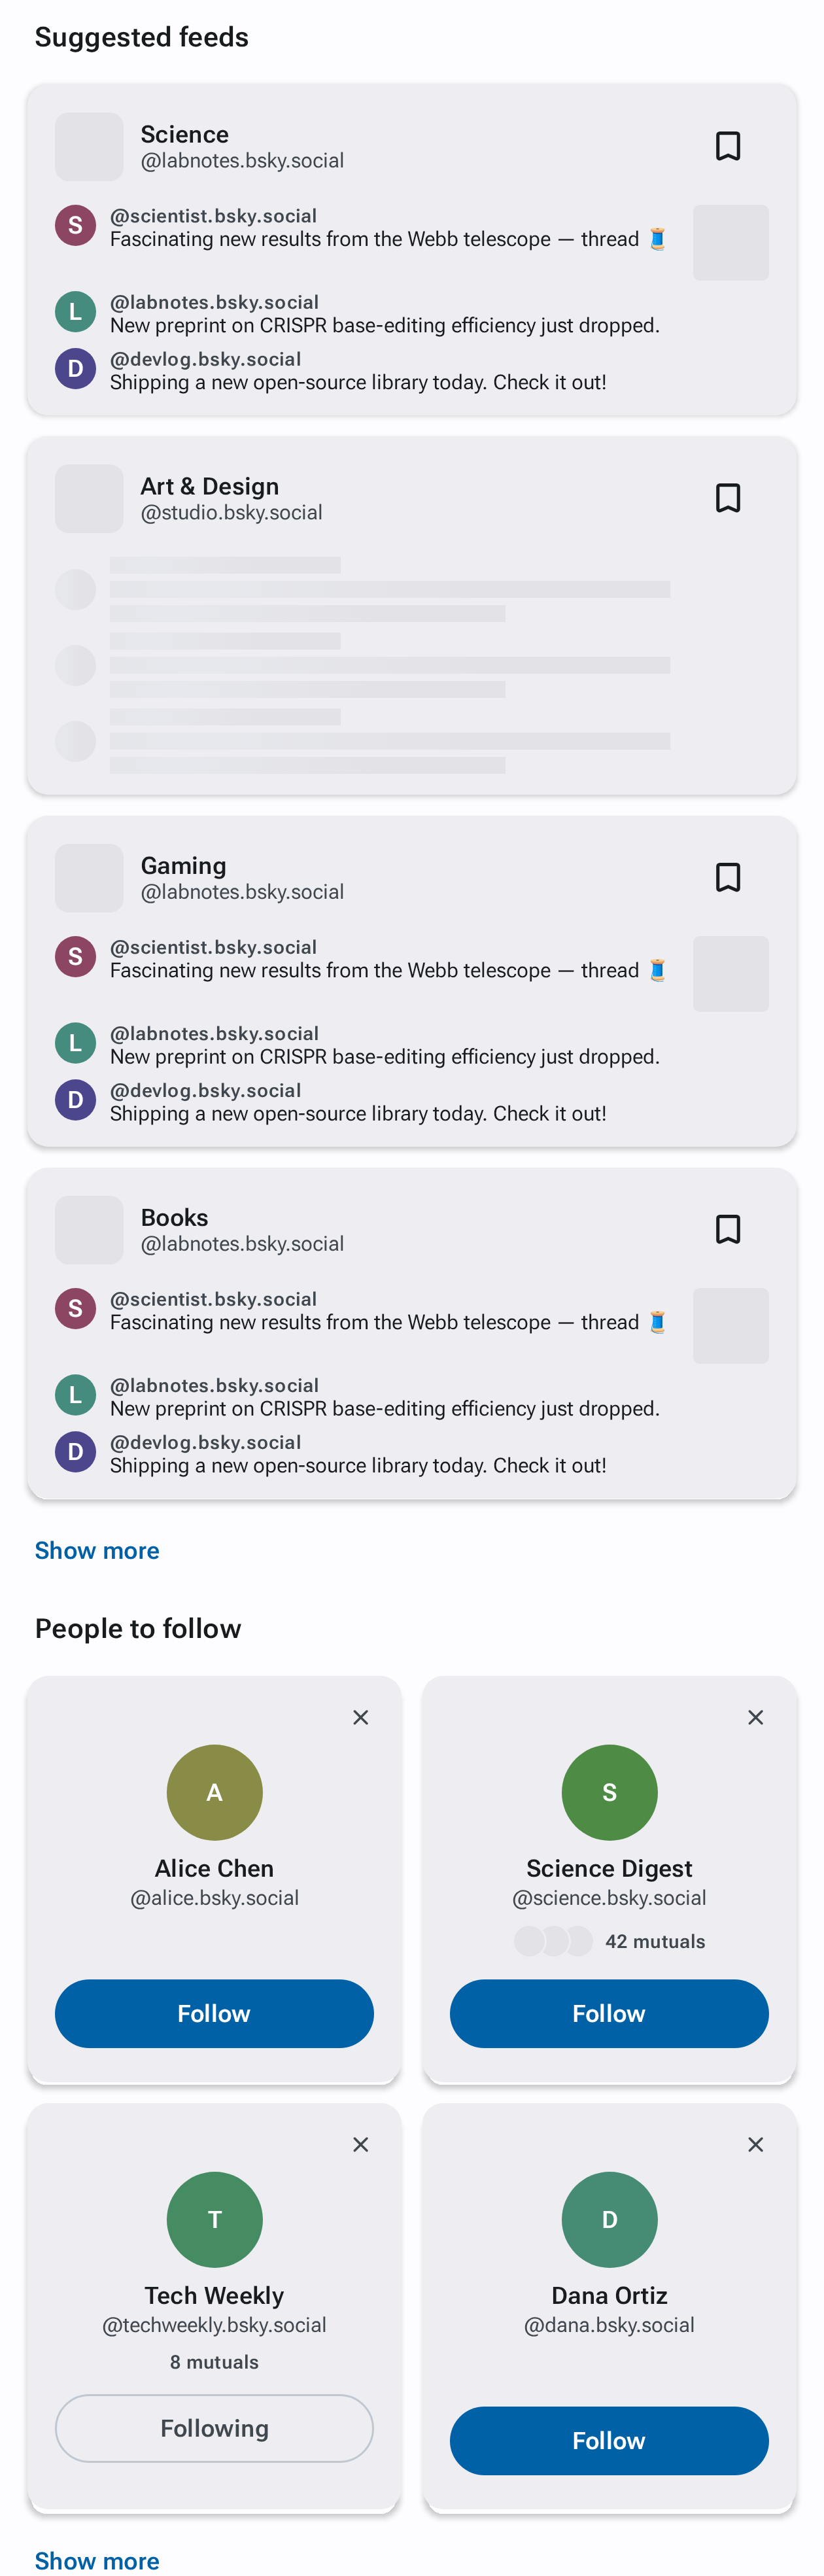 Suggested feeds
Science
@labnotes.bsky.social
S
@scientist.bsky.social
Fascinating new results from the Webb telescope — thread 🧵
L
@labnotes.bsky.social
New preprint on CRISPR base-editing efficiency just dropped.
D
@devlog.bsky.social
Shipping a new open-source library today. Check it out!
Art & Design
@studio.bsky.social
Gaming
@labnotes.bsky.social
S
@scientist.bsky.social
Fascinating new results from the Webb telescope — thread 🧵
L
@labnotes.bsky.social
New preprint on CRISPR base-editing efficiency just dropped.
D
@devlog.bsky.social
Shipping a new open-source library today. Check it out!
Books
@labnotes.bsky.social
S
@scientist.bsky.social
Fascinating new results from the Webb telescope — thread 🧵
L
@labnotes.bsky.social
New preprint on CRISPR base-editing efficiency just dropped.
D
@devlog.bsky.social
Shipping a new open-source library today. Check it out!
Show more
People to follow
A
Alice Chen
@alice.bsky.social
Follow
S
Science Digest
@science.bsky.social
42 mutuals
Follow
T
Tech Weekly
@techweekly.bsky.social
8 mutuals
Following
D
Dana Ortiz
@dana.bsky.social
Follow
Show more